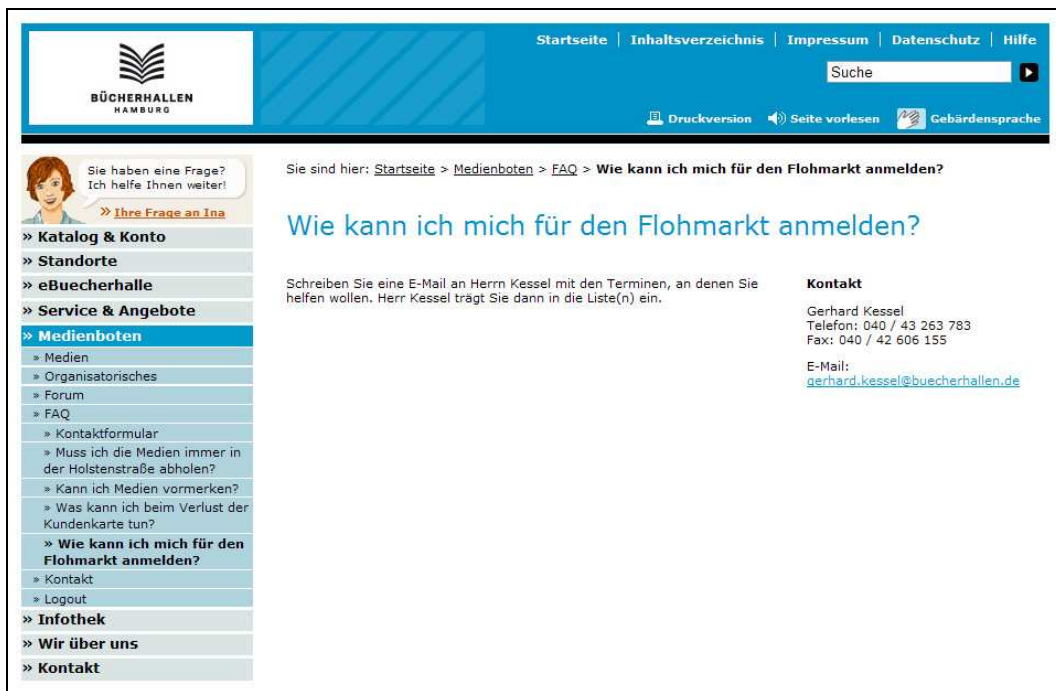 Startseite | Inhaltsverzeichnis | Impressum | Datenschutz | Hilfe
Suche
BÜCHERHALLEN
HAMBURG
Druckversion Seite vorlesen Gebärdensprache
Sie haben eine Frage?
Ich helfe Ihnen weiter!
» Ihre Frage an Ina
» Katalog & Konto
» Standorte
» eBuecherhalle
» Service & Angebote
» Medienboten
» Medien
» Organisatorisches
» Forum
» FAQ
» Kontaktformular
» Muss ich die Medien immer in
der Holstenstraße abholen?
» Kann ich Medien vormerken?
» Was kann ich beim Verlust der
Kundenkarte tun?
» Wie kann ich mich für den
Flohmarkt anmelden?
» Kontakt
» Logout
» Infothek
» Wir über uns
» Kontakt
Sie sind hier: Startseite > Medienboten > FAQ > Wie kann ich mich für den Flohmarkt anmelden?
Wie kann ich mich für den Flohmarkt anmelden?
Schreiben Sie eine E-Mail an Herrn Kessel mit den Terminen, an denen Sie
helfen wollen. Herr Kessel trägt Sie dann in die Liste(n) ein.
Kontakt
Gerhard Kessel
Telefon: 040 / 43 263 783
Fax: 040 / 42 606 155
E-Mail:
gerhard.kessel@buecherhallen.de